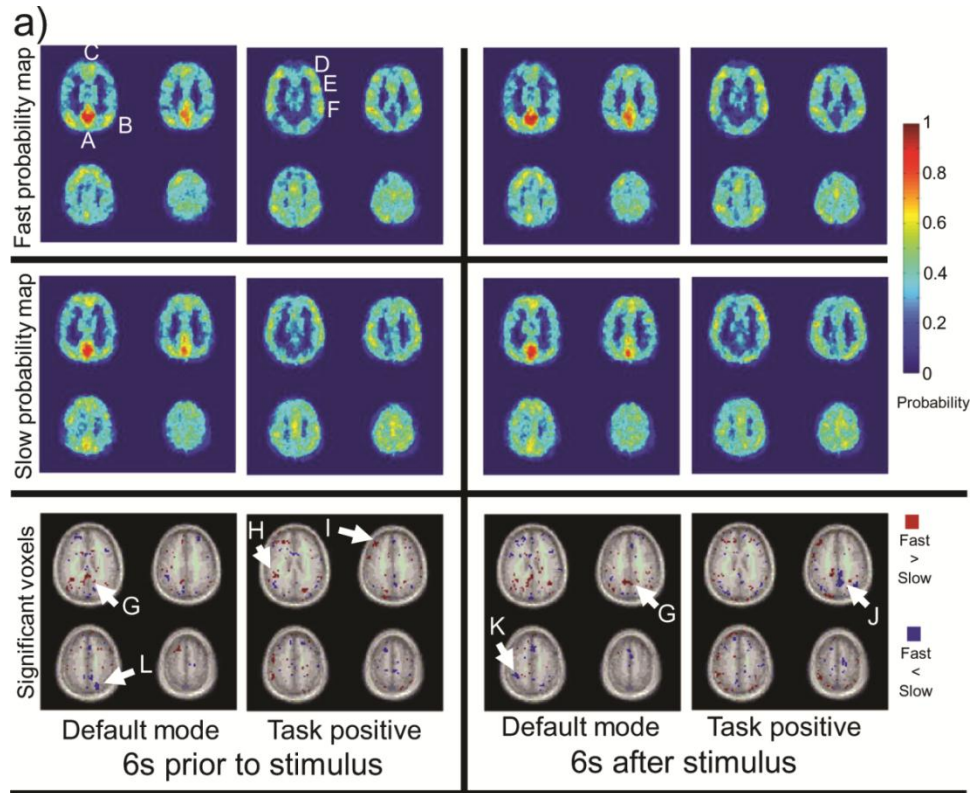 a)
Fast probability map
C
D
E
F
B
A
1
0.8
0.6
0.4
0.2
0
Probability
Slow probability map
Significant voxels
H
I
G
L
K
G
J
Fast
>
Slow
Fast
<
Slow
Default mode
Task positive
Default mode
Task positive
6s prior to stimulus
6s after stimulus